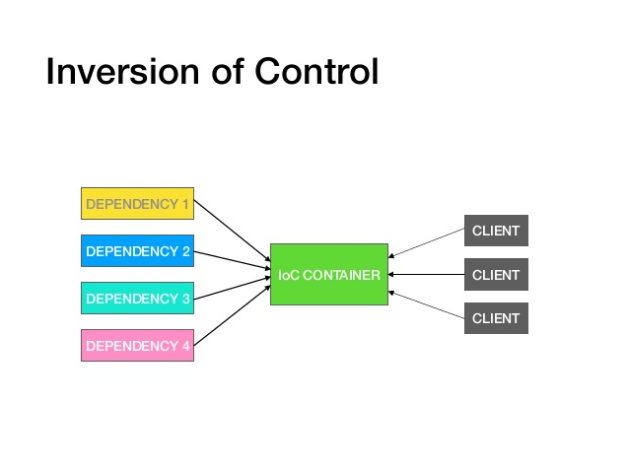 Inversion of Control
DEPENDENCY 1
DEPENDENCY 2
DEPENDENCY 3
DEPENDENCY 4
IoC CONTAINER
CLIENT
CLIENT
CLIENT